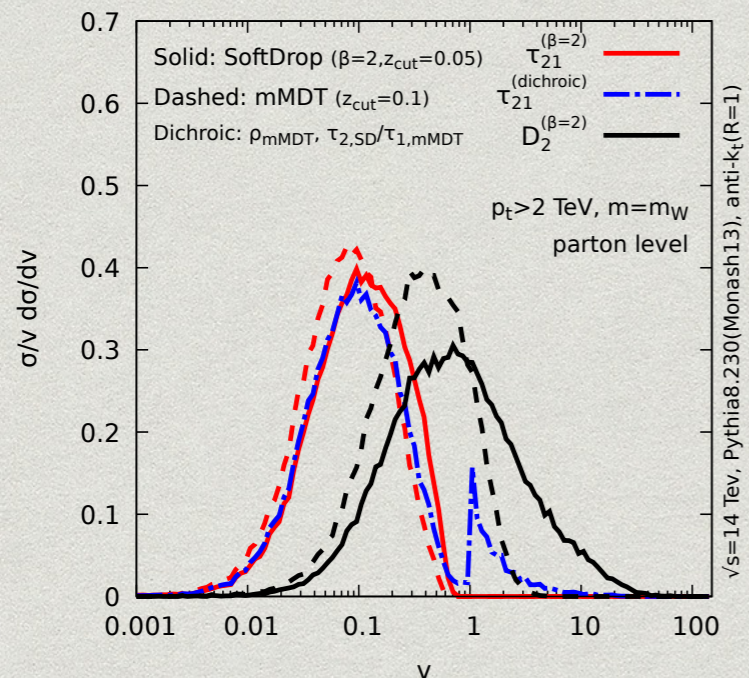 0.7
0.6
0.5
0.4
0.3
0.2
0.1
0
0.001
0.01
0.1
1
10
100
σ/v dσ/dv
v
Solid: SoftDrop (β=2,z_cut=0.05)
Dashed: mMDT (z_cut=0.1)
Dichroic: ρ_mMDT, τ_2,SD/τ_1,mMDT
τ_21^(β=2)
τ_21^(dichroic)
D_2^(β=2)
p_t>2 TeV, m=m_W
parton level
√s=14 Tev, Pythia8.230(Monash13), anti-k_t(R=1)